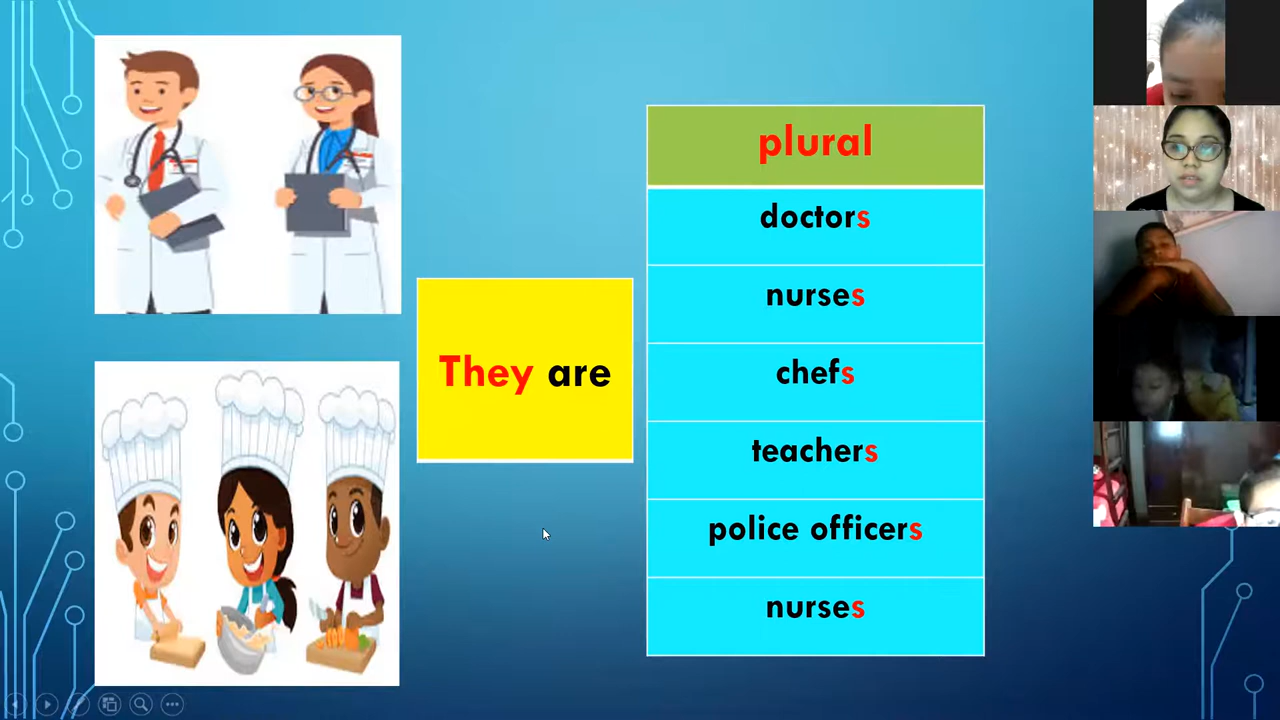 plural
doctors
nurses
They are
chefs
teachers
police officers
nurses